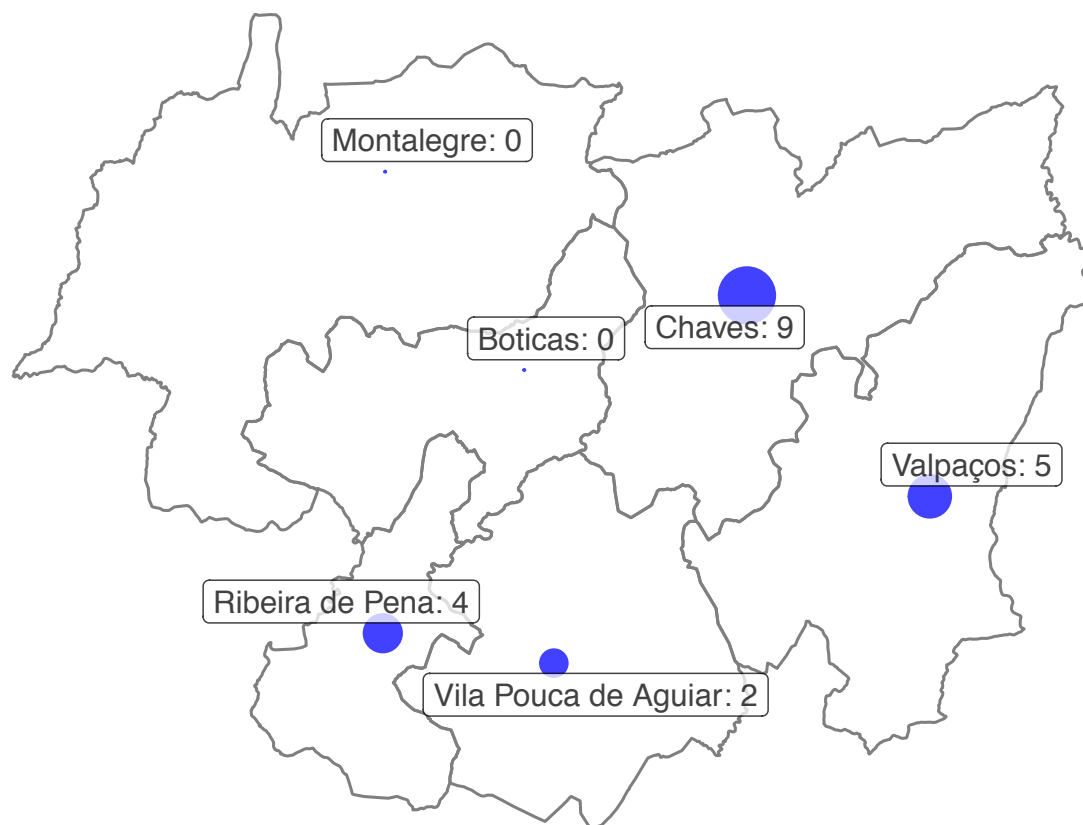 Montalegre: 0
Chaves: 9
Boticas: 0
Valpaços: 5
Ribeira de Pena: 4
Vila Pouca de Aguiar: 2